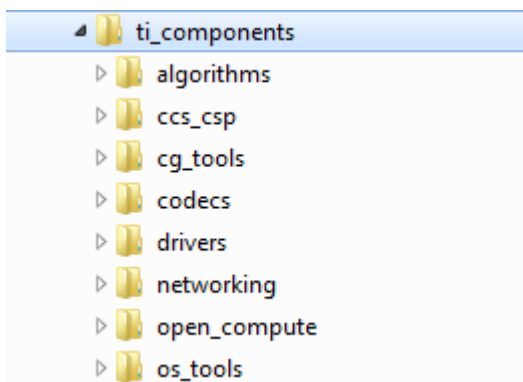 ti_components
algorithms
ccs_csp
cg_tools
codecs
drivers
networking
open_compute
os_tools